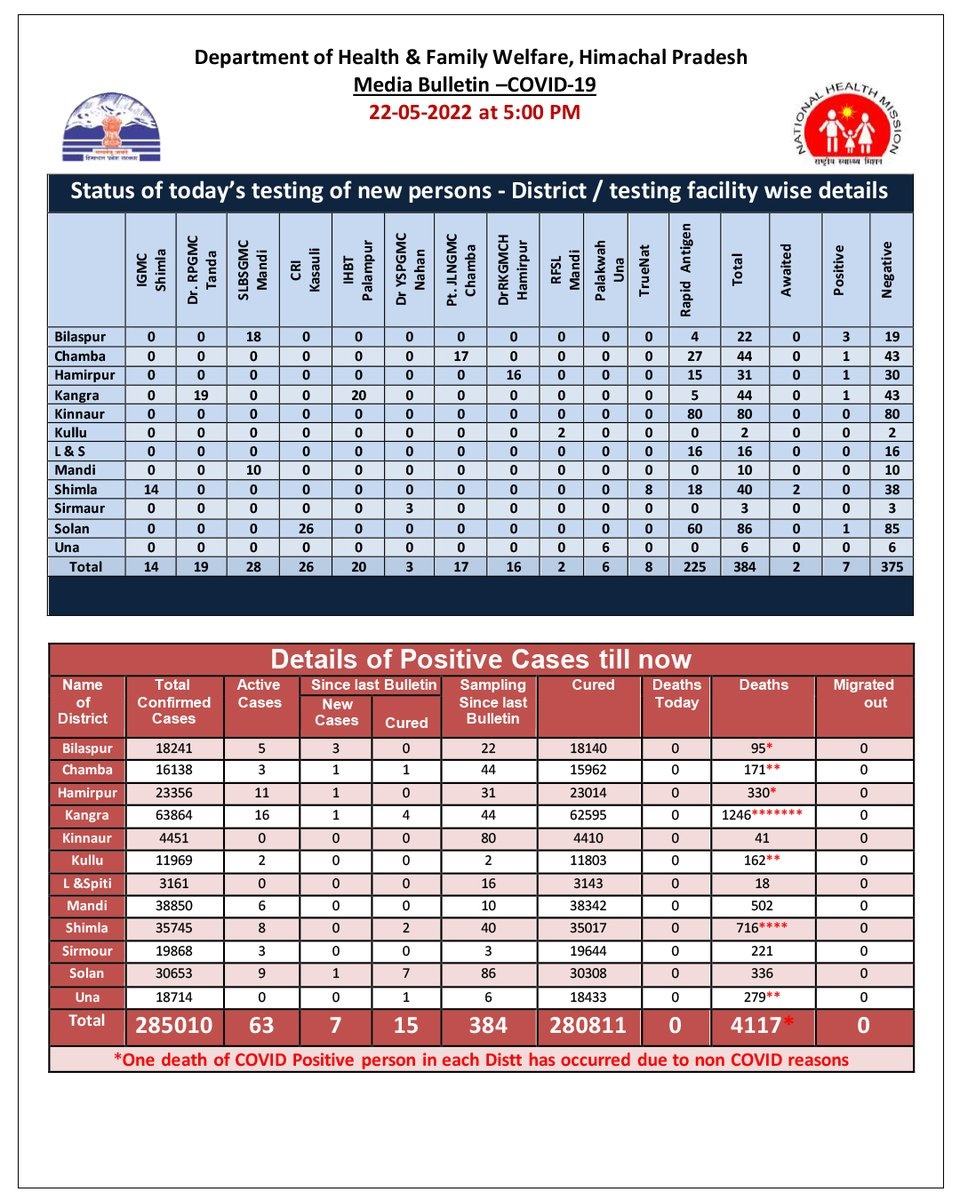 Department of Health & Family Welfare, Himachal Pradesh
Media Bulletin –COVID-19
22-05-2022 at 5:00 PM
हिमाचल प्रदेश सरकार
NATIONAL HEALTH MISSION
राष्ट्रीय स्वास्थ्य मिशन
Status of today's testing of new persons - District / testing facility wise details
IGMC Shimla Dr. RPGMC Tanda SLBSGMC Mandi CRI Kasauli IHBT Palampur Dr YSPGMC Nahan Pt. JLNGMC Chamba DrRKGMCH Hamirpur RFSL Mandi Palakwah Una TrueNat Rapid Antigen Total Awaited Positive Negative
Bilaspur 0 0 18 0 0 0 0 0 0 0 0 4 22 0 3 19
Chamba 0 0 0 0 0 0 17 0 0 0 0 27 44 0 1 43
Hamirpur 0 0 0 0 0 0 0 16 0 0 0 15 31 0 1 30
Kangra 0 19 0 0 20 0 0 0 0 0 0 5 44 0 1 43
Kinnaur 0 0 0 0 0 0 0 0 0 0 0 80 80 0 0 80
Kullu 0 0 0 0 0 0 0 0 2 0 0 0 2 0 0 2
L & S 0 0 0 0 0 0 0 0 0 0 0 16 16 0 0 16
Mandi 0 0 10 0 0 0 0 0 0 0 0 0 10 0 0 10
Shimla 14 0 0 0 0 0 0 0 0 0 8 18 40 2 0 38
Sirmaur 0 0 0 0 0 3 0 0 0 0 0 0 3 0 0 3
Solan 0 0 0 26 0 0 0 0 0 0 0 60 86 0 1 85
Una 0 0 0 0 0 0 0 0 0 6 0 0 6 0 0 6
Total 14 19 28 26 20 3 17 16 2 6 8 225 384 2 7 375
Details of Positive Cases till now
Name of District Total Confirmed Cases Active Cases Since last Bulletin New Cases Cured Sampling Since last Bulletin Cured Deaths Today Deaths Migrated out
Bilaspur 18241 5 3 0 22 18140 0 95* 0
Chamba 16138 3 1 1 44 15962 0 171** 0
Hamirpur 23356 11 1 0 31 23014 0 330* 0
Kangra 63864 16 1 4 44 62595 0 1246******* 0
Kinnaur 4451 0 0 0 80 4410 0 41 0
Kullu 11969 2 0 0 2 11803 0 162** 0
L &Spiti 3161 0 0 0 16 3143 0 18 0
Mandi 38850 6 0 0 10 38342 0 502 0
Shimla 35745 8 0 2 40 35017 0 716**** 0
Sirmour 19868 3 0 0 3 19644 0 221 0
Solan 30653 9 1 7 86 30308 0 336 0
Una 18714 0 0 1 6 18433 0 279** 0
Total 285010 63 7 15 384 280811 0 4117* 0
*One death of COVID Positive person in each Distt has occurred due to non COVID reasons